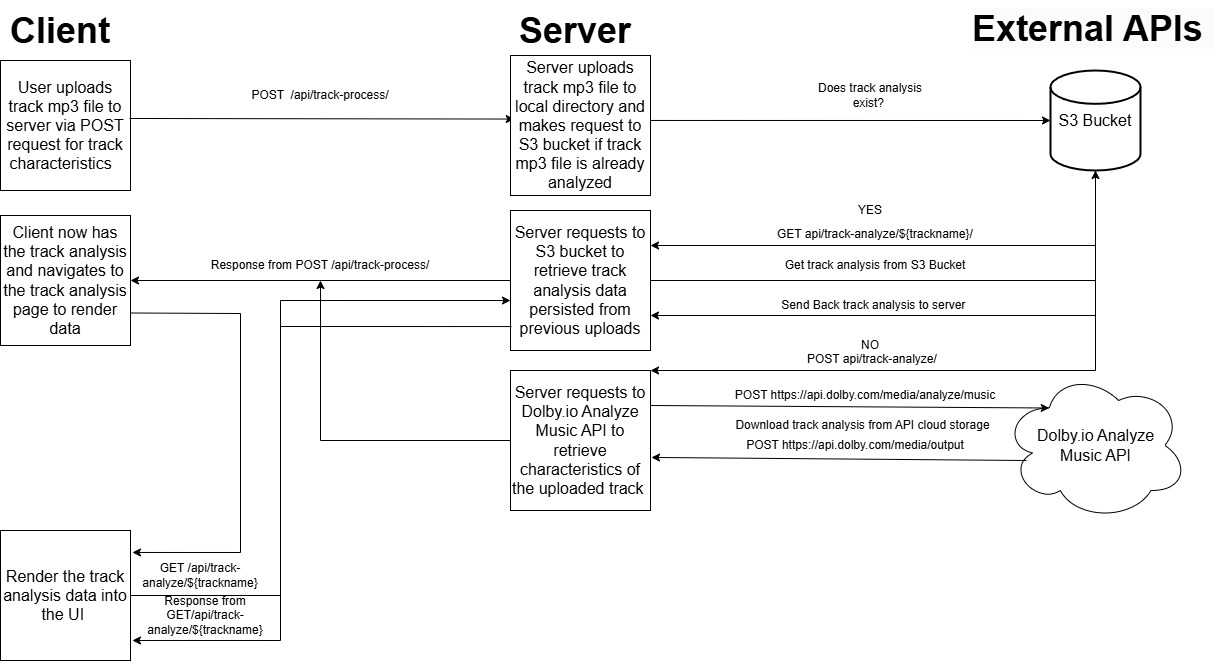 Client
Server
External APIs
User uploads
track mp3 file to
server via POST
request for track
characteristics
POST /api/track-process/
Server uploads
track mp3 file to
local directory and
makes request to
S3 bucket if track
mp3 file is already
analyzed
Does track analysis
exist?
S3 Bucket
Client now has
the track analysis
and navigates to
the track analysis
page to render
data
Response from POST /api/track-process/
Server requests to
S3 bucket to
retrieve track
analysis data
persisted from
previous uploads
YES
GET api/track-analyze/${trackname}/
Get track analysis from S3 Bucket
Send Back track analysis to server
NO
POST api/track-analyze/
Server requests to
Dolby.io Analyze
Music API to
retrieve
characteristics of
the uploaded track
POST https://api.dolby.com/media/analyze/music
Download track analysis from API cloud storage
POST https://api.dolby.com/media/output
Dolby.io Analyze
Music API
Render the track
analysis data into
the UI
GET /api/track-
analyze/${trackname}
Response from
GET/api/track-
analyze/${trackname}